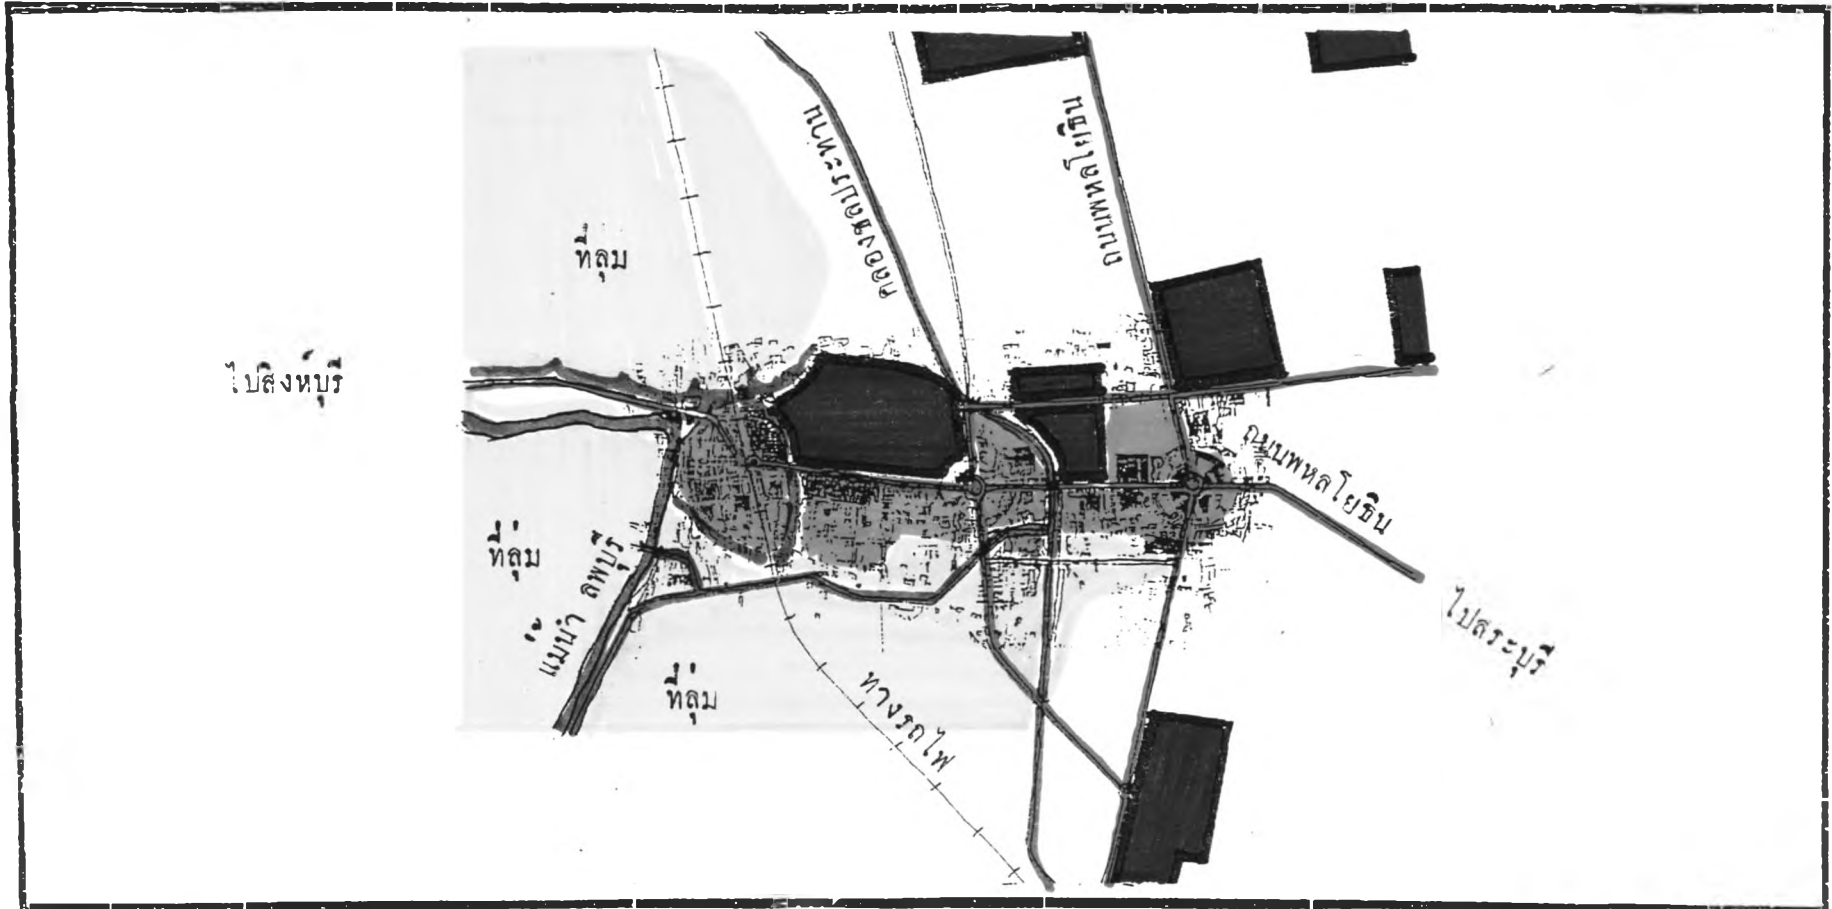 คลองชลประทาน
ถนนพหลโยธิน
ที่ลุ่ม
ไปสิงห์บุรี
ถนนพหลโยธิน
ที่ลุ่ม
แม่น้ำ ลพบุรี
ไปสระบุรี
ที่ลุ่ม
ทางรถไฟ